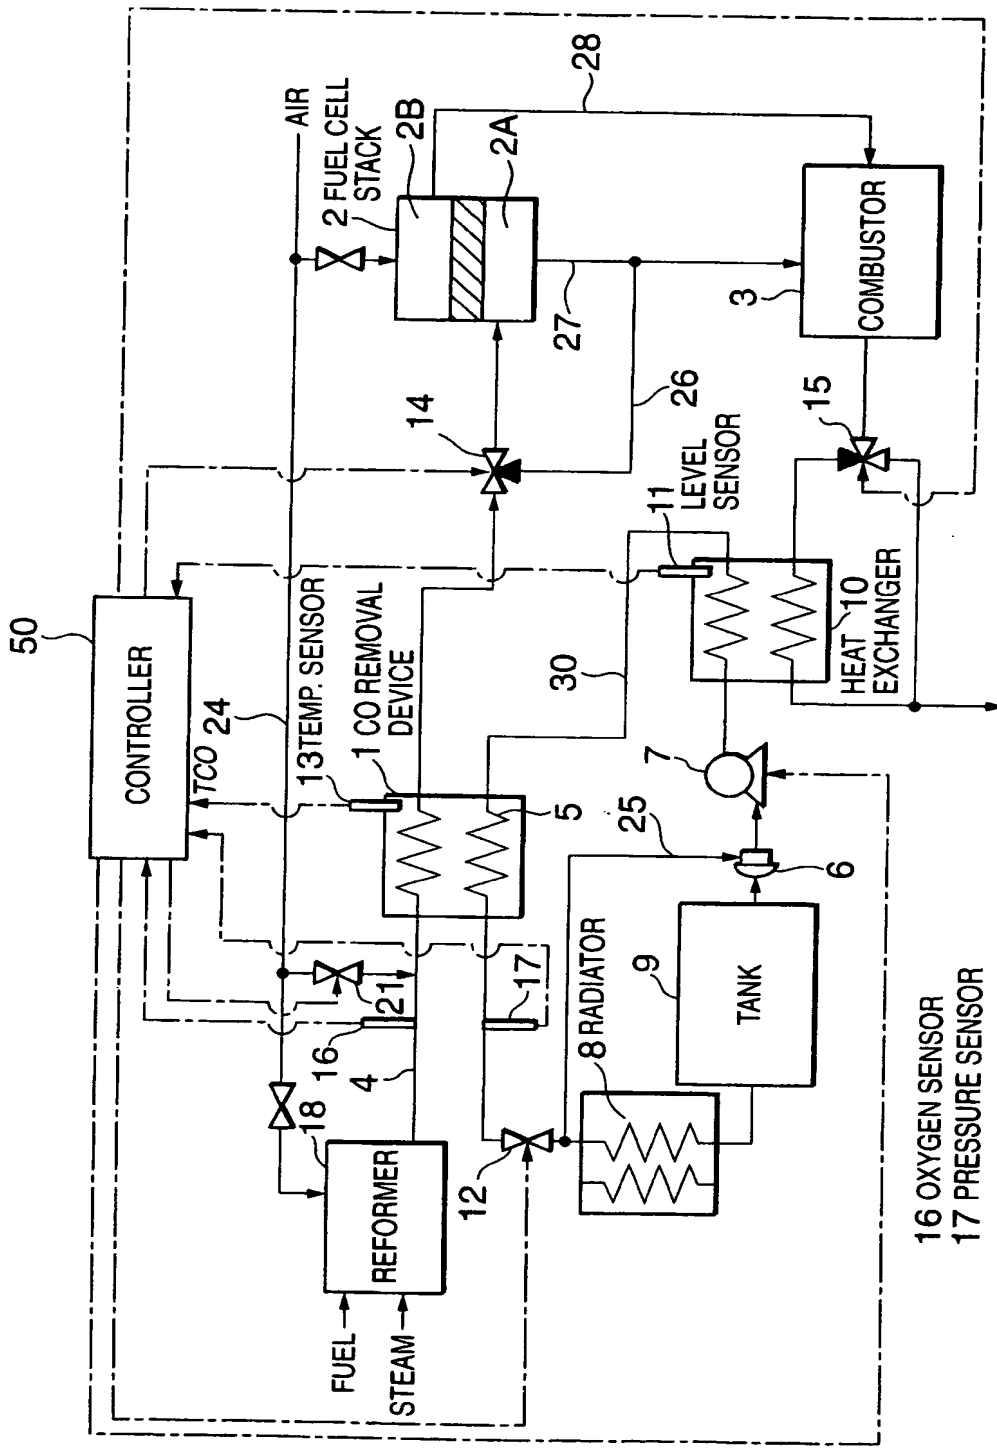 50
CONTROLLER
TCO
24
AIR
2 FUEL CELL
STACK
2B
2A
28
13 TEMP. SENSOR
1 CO REMOVAL
DEVICE
14
27
26
3
COMBUSTOR
15
11
LEVEL
SENSOR
10
HEAT
EXCHANGER
30
5
7
25
6
21
16
4
17
18
REFORMER
FUEL
STEAM
12
8 RADIATOR
9
TANK
16 OXYGEN SENSOR
17 PRESSURE SENSOR